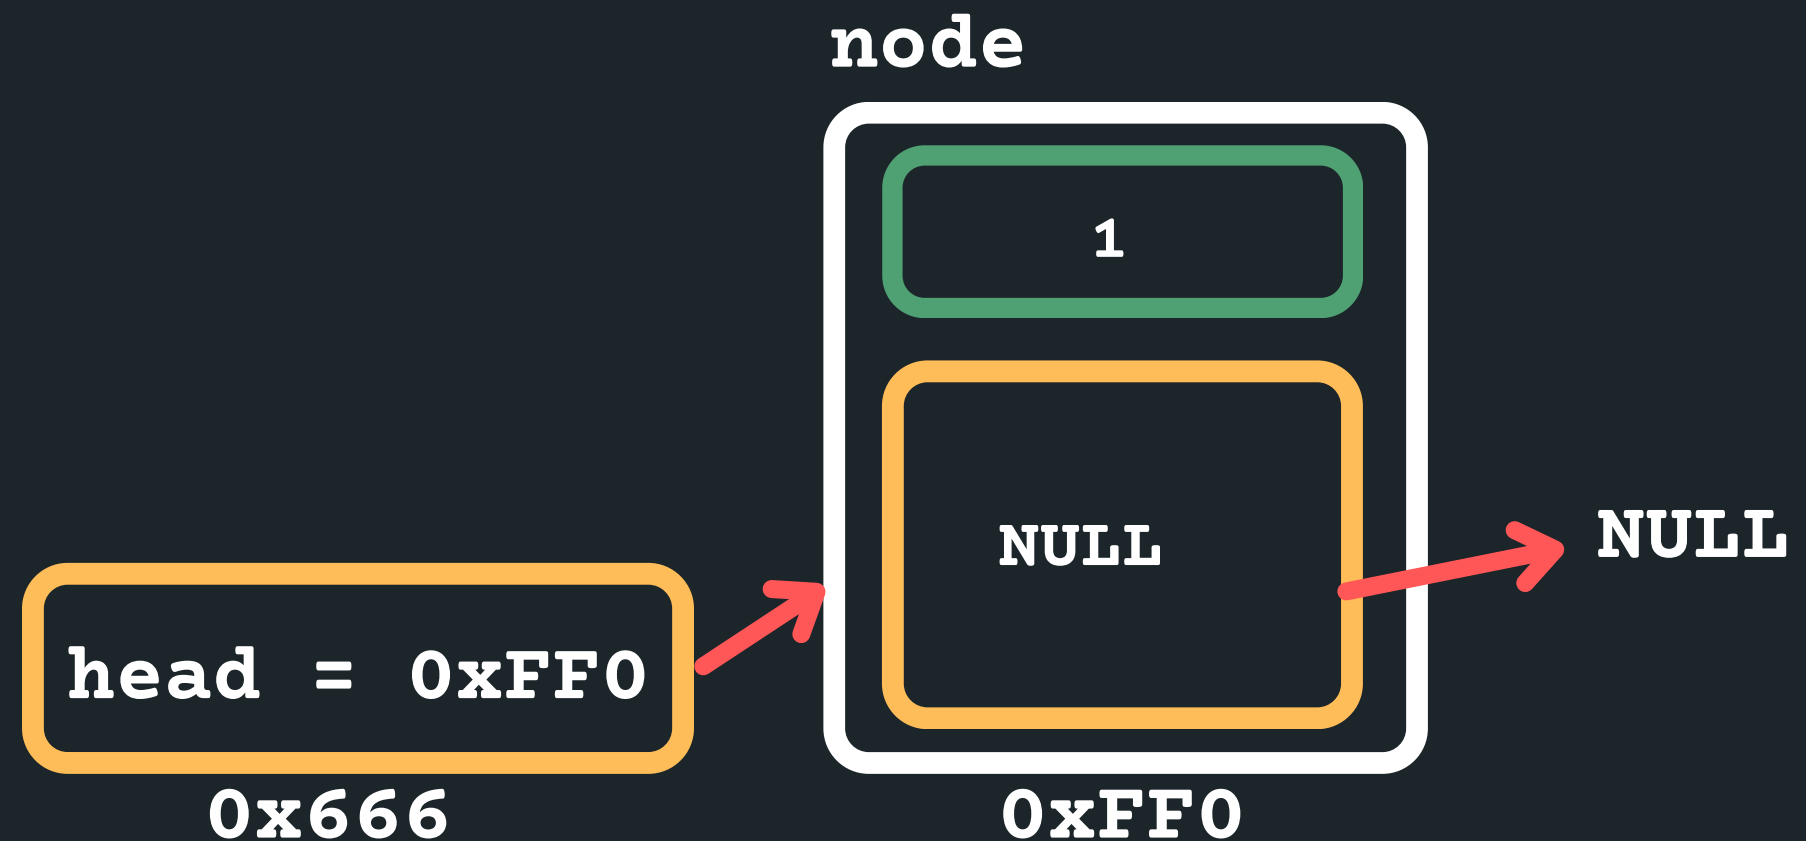 node
1
NULL
NULL
head = 0xFF0
0x666
0xFF0